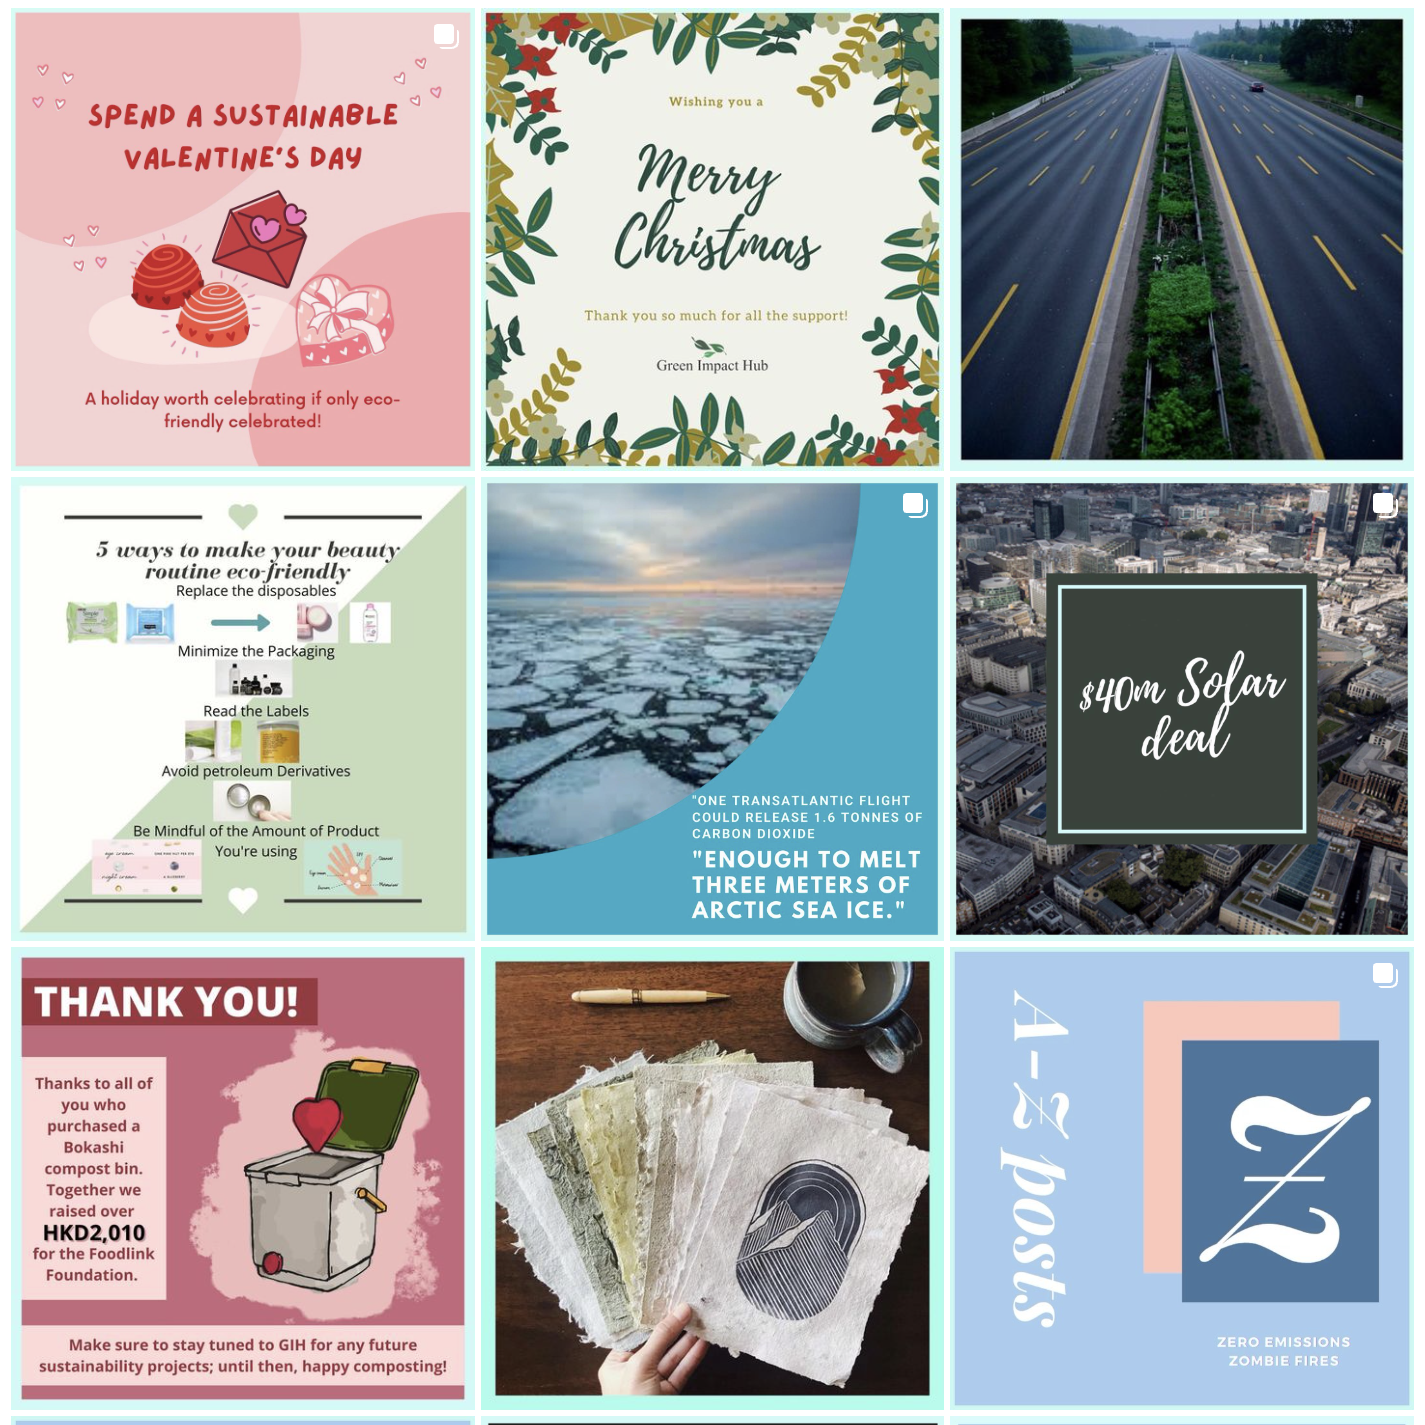 SPEND A SUSTAINABLE
VALENTINE'S DAY
A holiday worth celebrating if only eco-
friendly celebrated!
Wishing you a
Merry
Christmas
Thank you so much for all the support!
Green Impact Hub
5 ways to make your beauty
routine eco-friendly
Replace the disposables
Minimize the Packaging
Read the Labels
Avoid petroleum Derivatives
Be Mindful of the Amount of Product
You're using
eye cream
night cream
"ONE TRANSATLANTIC FLIGHT
COULD RELEASE 1.6 TONNES OF
CARBON DIOXIDE
"ENOUGH TO MELT
THREE METERS OF
ARCTIC SEA ICE."
$40m Solar
deal
THANK YOU!
Thanks to all of
you who
purchased a
Bokashi
compost bin.
Together we
raised over
HKD2,010
for the Foodlink
Foundation.
Make sure to stay tuned to GIH for any future
sustainability projects; until then, happy composting!
A-Z posts
Z
ZERO EMISSIONS
ZOMBIE FIRES